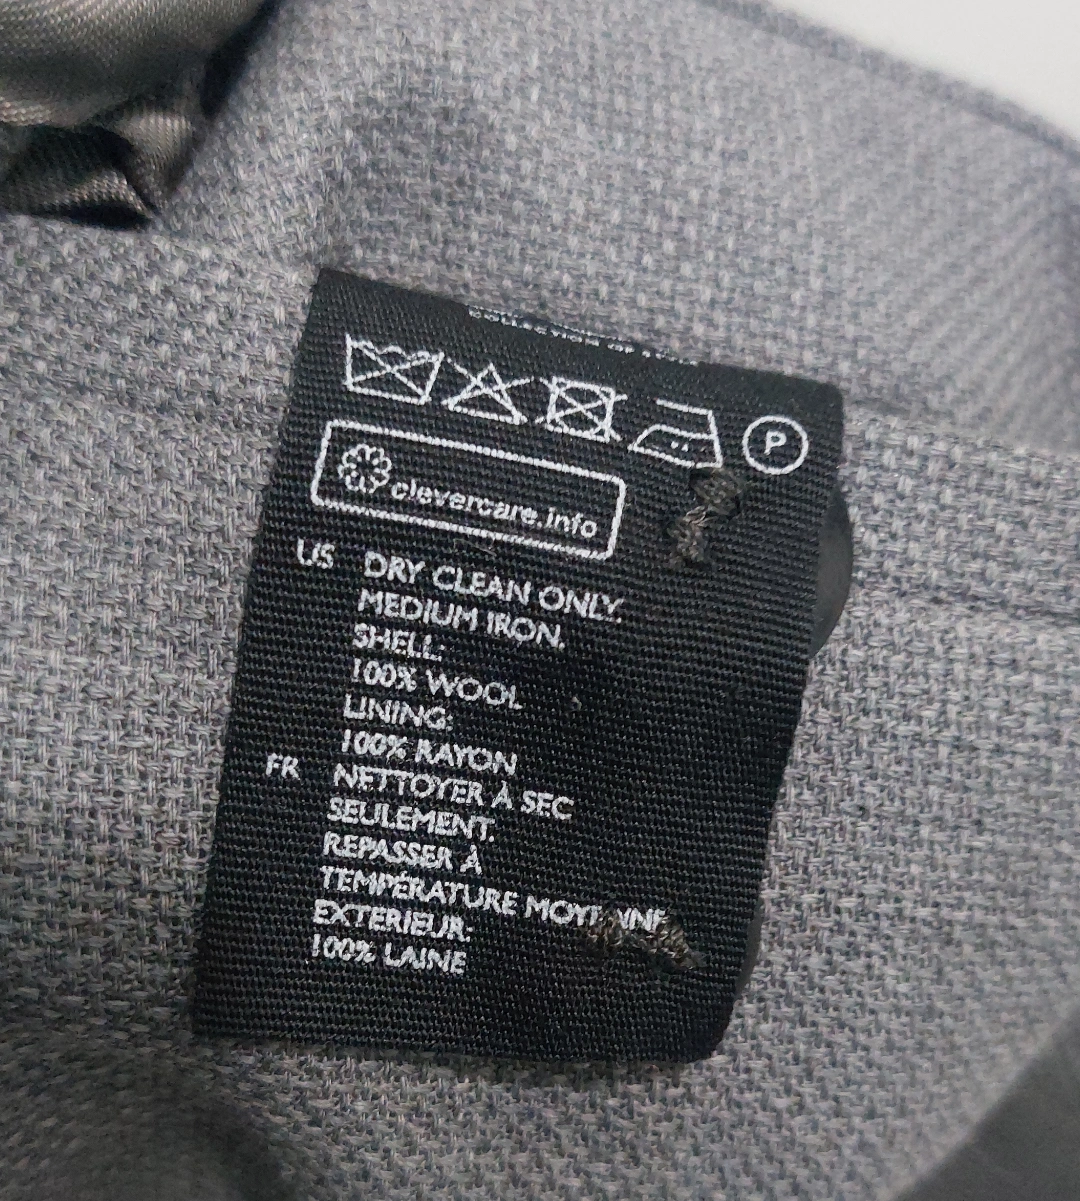 P
clevercare.info
US DRY CLEAN ONLY.
MEDIUM IRON.
SHELL:
100% WOOL
LINING:
100% RAYON
FR NETTOYER À SEC
SEULEMENT.
REPASSER À
TEMPÉRATURE
EXTERIEUR:
100% LAINE